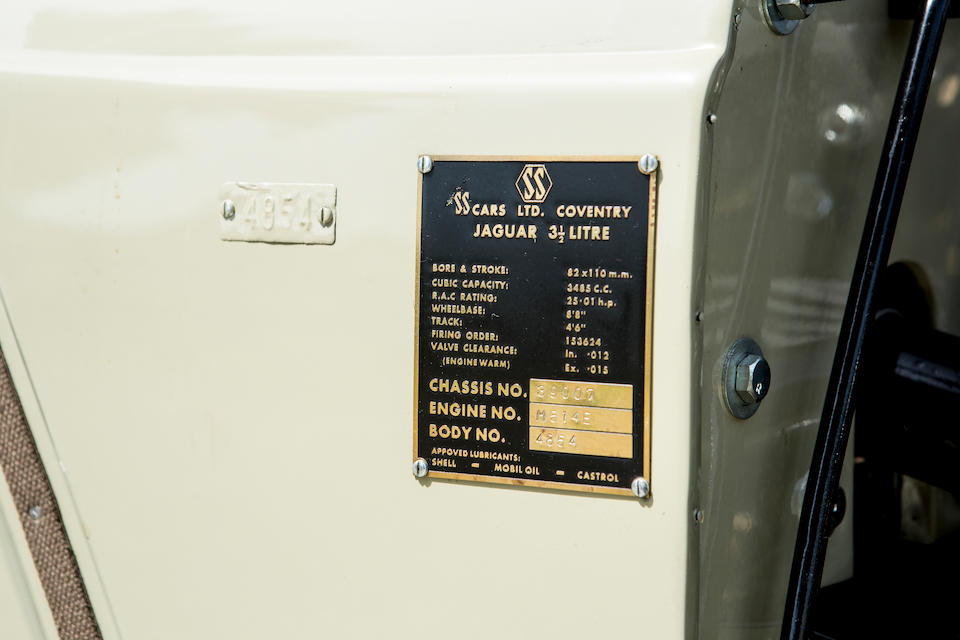 4854
SS
SS CARS LTD. COVENTRY
JAGUAR 3½ LITRE
BORE & STROKE: 82 x 110 m.m.
CUBIC CAPACITY: 3485 C.C.
R.A.C RATING: 25·01 h.p.
WHEELBASE: 8'8"
TRACK: 4'6"
FIRING ORDER: 153624
VALVE CLEARANCE: In. ·012
(ENGINE WARM) Ex. ·015
CHASSIS NO. 39007
ENGINE NO. M514E
BODY NO. 4854
APPOVED LUBRICANTS:
SHELL – MOBIL OIL – CASTROL